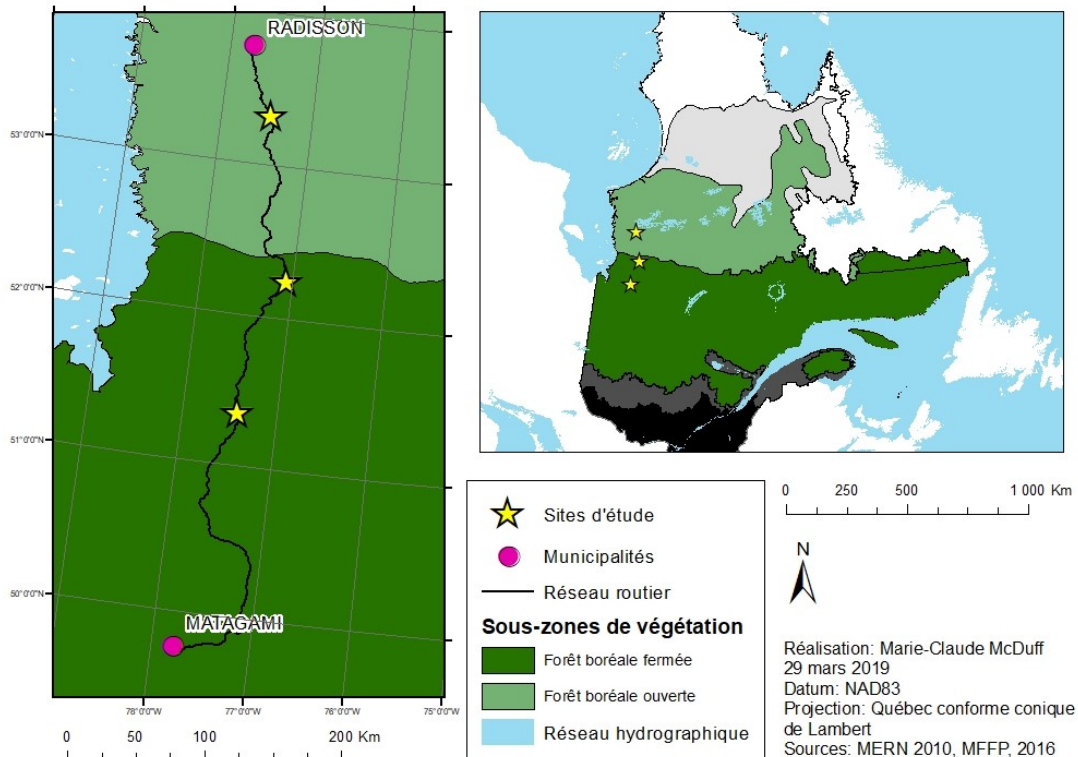 RADISSON
53°0'0"N
52°0'0"N
51°0'0"N
50°0'0"N
MATAGAMI
78°0'0"W
77°0'0"W
76°0'0"W
75°0'0"W
0 50 100 200 Km
Sites d'étude
Municipalités
Réseau routier
Sous-zones de végétation
Forêt boréale fermée
Forêt boréale ouverte
Réseau hydrographique
0 250 500 1 000 Km
N
Réalisation: Marie-Claude McDuff
29 mars 2019
Datum: NAD83
Projection: Québec conforme conique
de Lambert
Sources: MERN 2010, MFFP, 2016